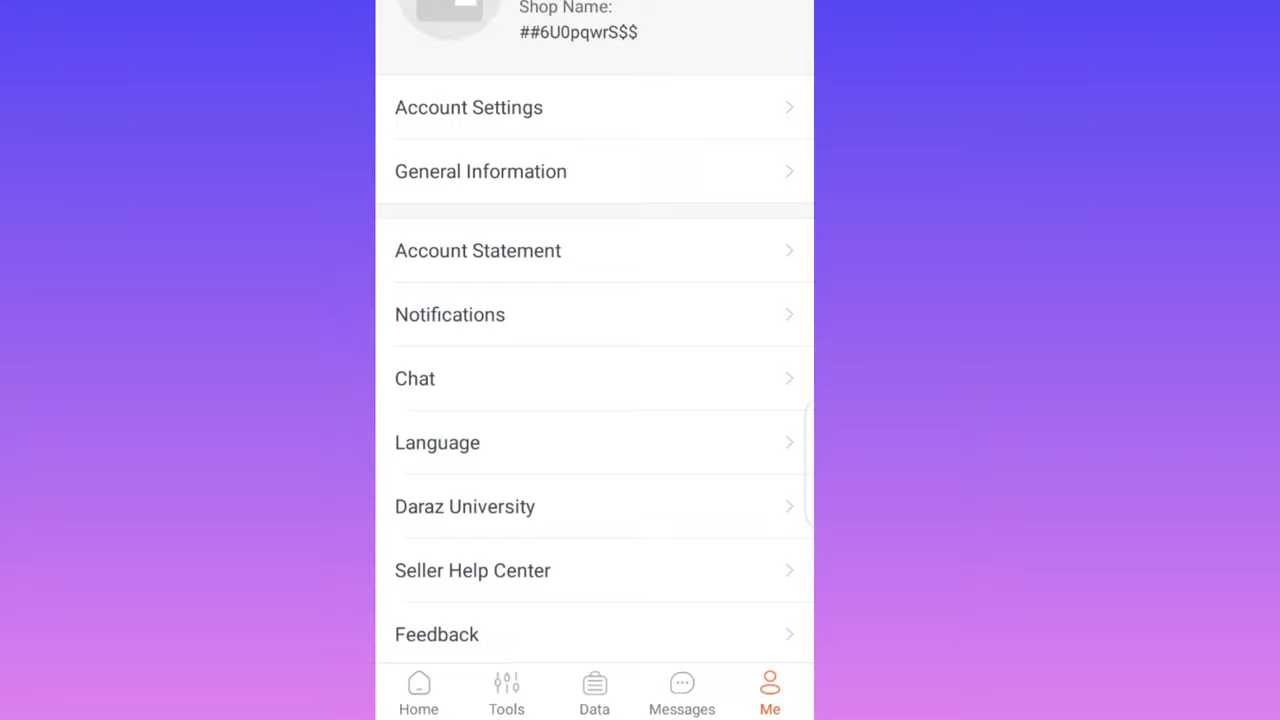 Shop Name:
##6U0pqwrS$$
Account Settings
General Information
Account Statement
Notifications
Chat
Language
Daraz University
Seller Help Center
Feedback
Home
Tools
Data
Messages
Me